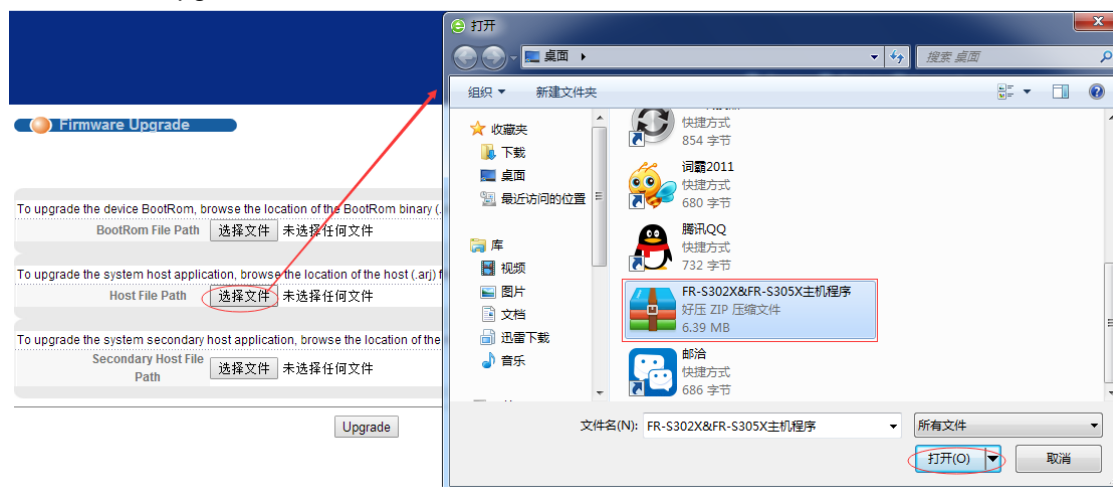 打开
桌面
搜索 桌面
组织
新建文件夹
Firmware Upgrade
To upgrade the device BootRom, browse the location of the BootRom binary (.
BootRom File Path 选择文件 未选择任何文件
To upgrade the system host application, browse the location of the host (.arj) f
Host File Path 选择文件 未选择任何文件
To upgrade the system secondary host application, browse the location of the
Secondary Host File
Path
选择文件 未选择任何文件
Upgrade
收藏夹
下载
桌面
最近访问的位置
库
视频
图片
文档
迅雷下载
音乐
快捷方式
854 字节
词霸2011
快捷方式
680 字节
腾讯QQ
快捷方式
732 字节
FR-S302X&FR-S305X主机程序
好压 ZIP 压缩文件
6.39 MB
邮洽
快捷方式
686 字节
文件名(N): FR-S302X&FR-S305X主机程序
所有文件
打开(O)
取消